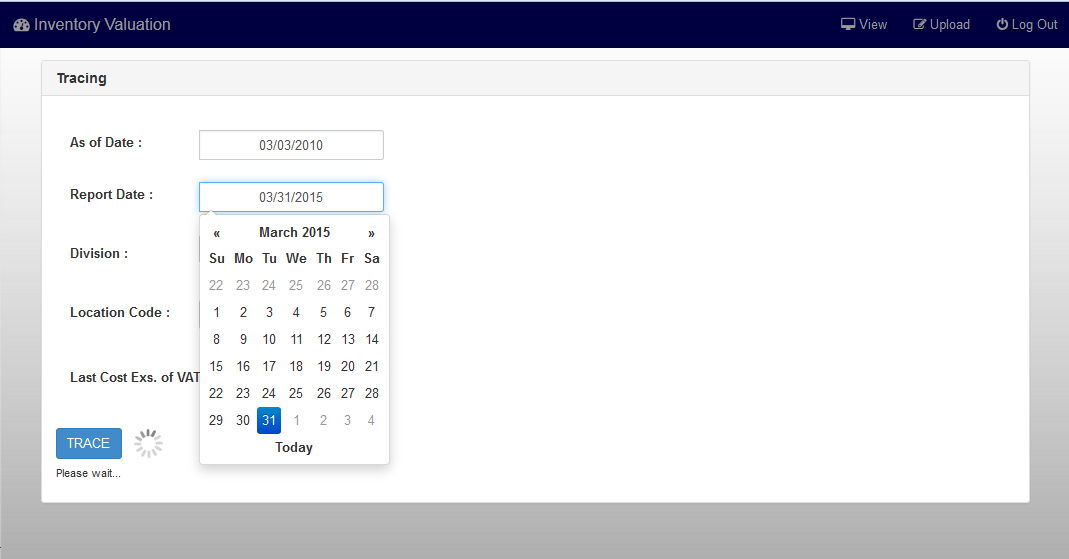 Inventory Valuation View Upload Log Out
Tracing
As of Date : 03/03/2010
Report Date : 03/31/2015
« March 2015 »
Su Mo Tu We Th Fr Sa
22 23 24 25 26 27 28
Division :
1 2 3 4 5 6 7
Location Code :
8 9 10 11 12 13 14
15 16 17 18 19 20 21
Last Cost Exs. of VAT
22 23 24 25 26 27 28
29 30 31 1 2 3 4
Today
TRACE
Please wait...